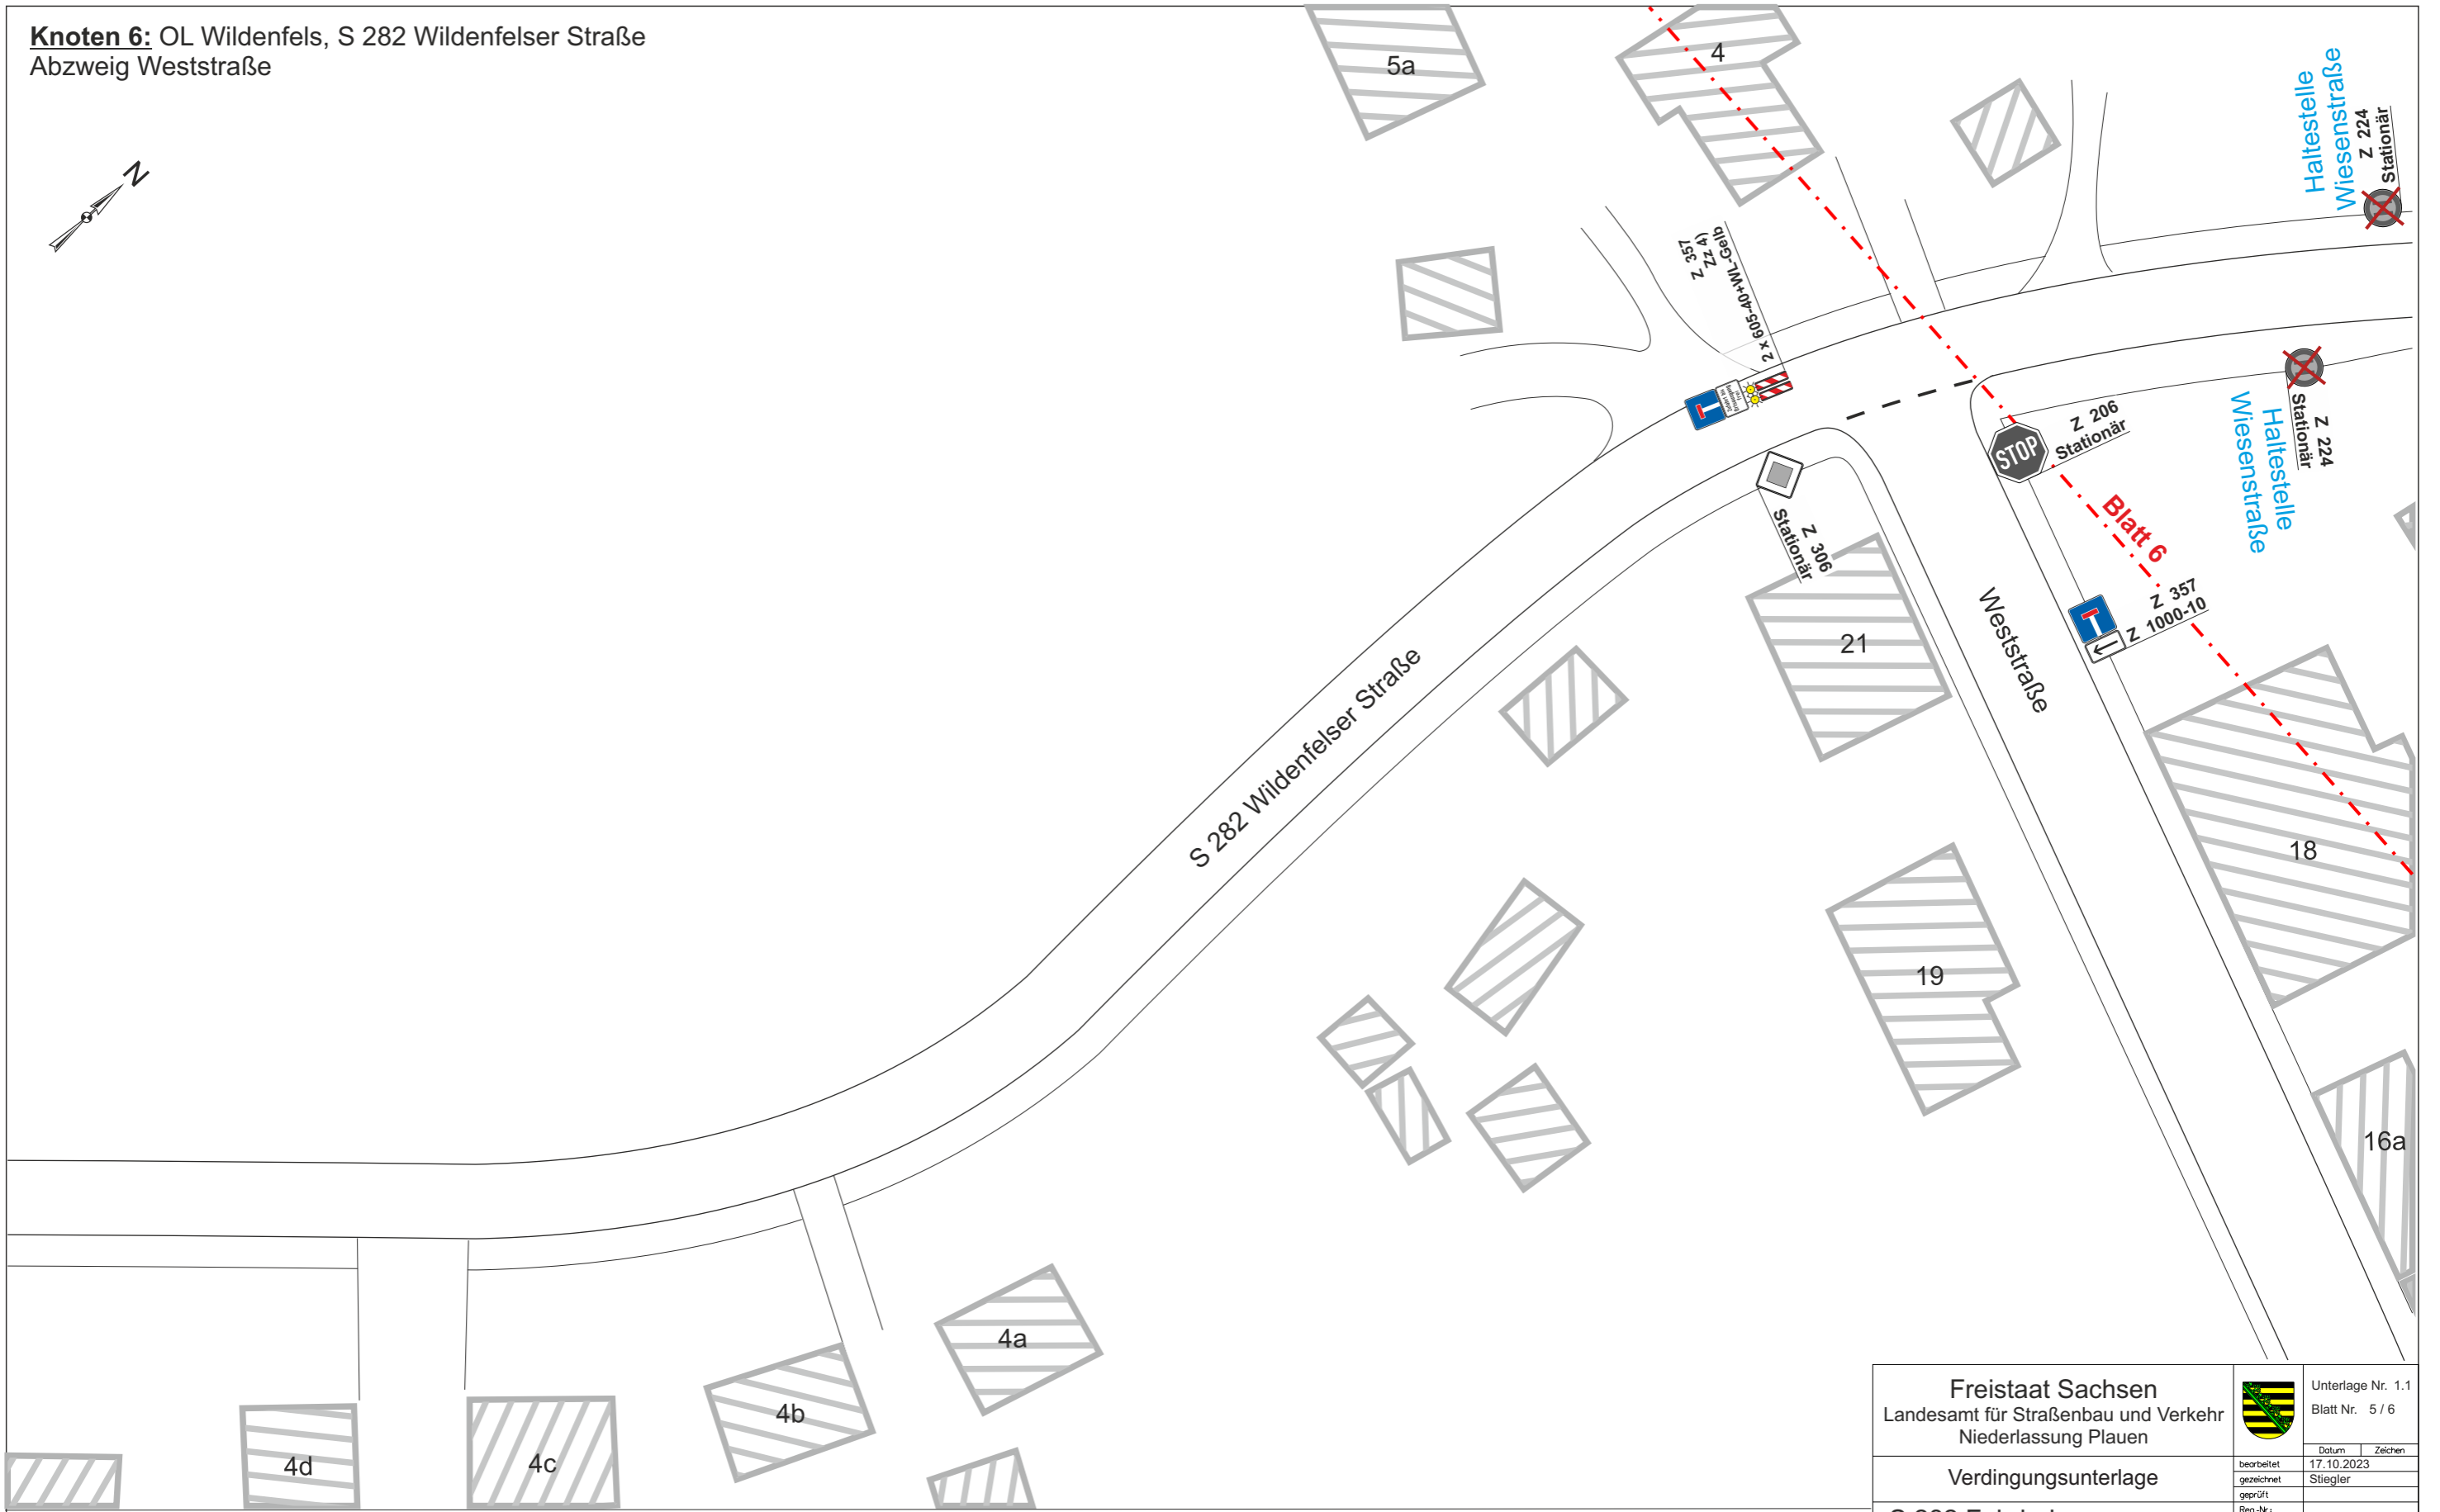 Knoten 6: OL Wildenfels, S 282 Wildenfelser Straße
Abzweig Weststraße
N
5a
4
Haltestelle
Wiesenstraße
Z 224
Stationär
Z 357
Zz 4)
2 x 605-40+WL-Gelb
STOP
Z 206
Stationär
Z 224
Stationär
Haltestelle
Wiesenstraße
Z 306
Stationär
Blatt 6
Z 357
Z 1000-10
21
Weststraße
S 282 Wildenfelser Straße
18
19
16a
4a
4b
4c
4d
Freistaat Sachsen
Landesamt für Straßenbau und Verkehr
Niederlassung Plauen
Unterlage Nr. 1.1
Blatt Nr. 5 / 6
Datum Zeichen
Verdingungsunterlage
bearbeitet 17.10.2023
gezeichnet Stiegler
geprüft